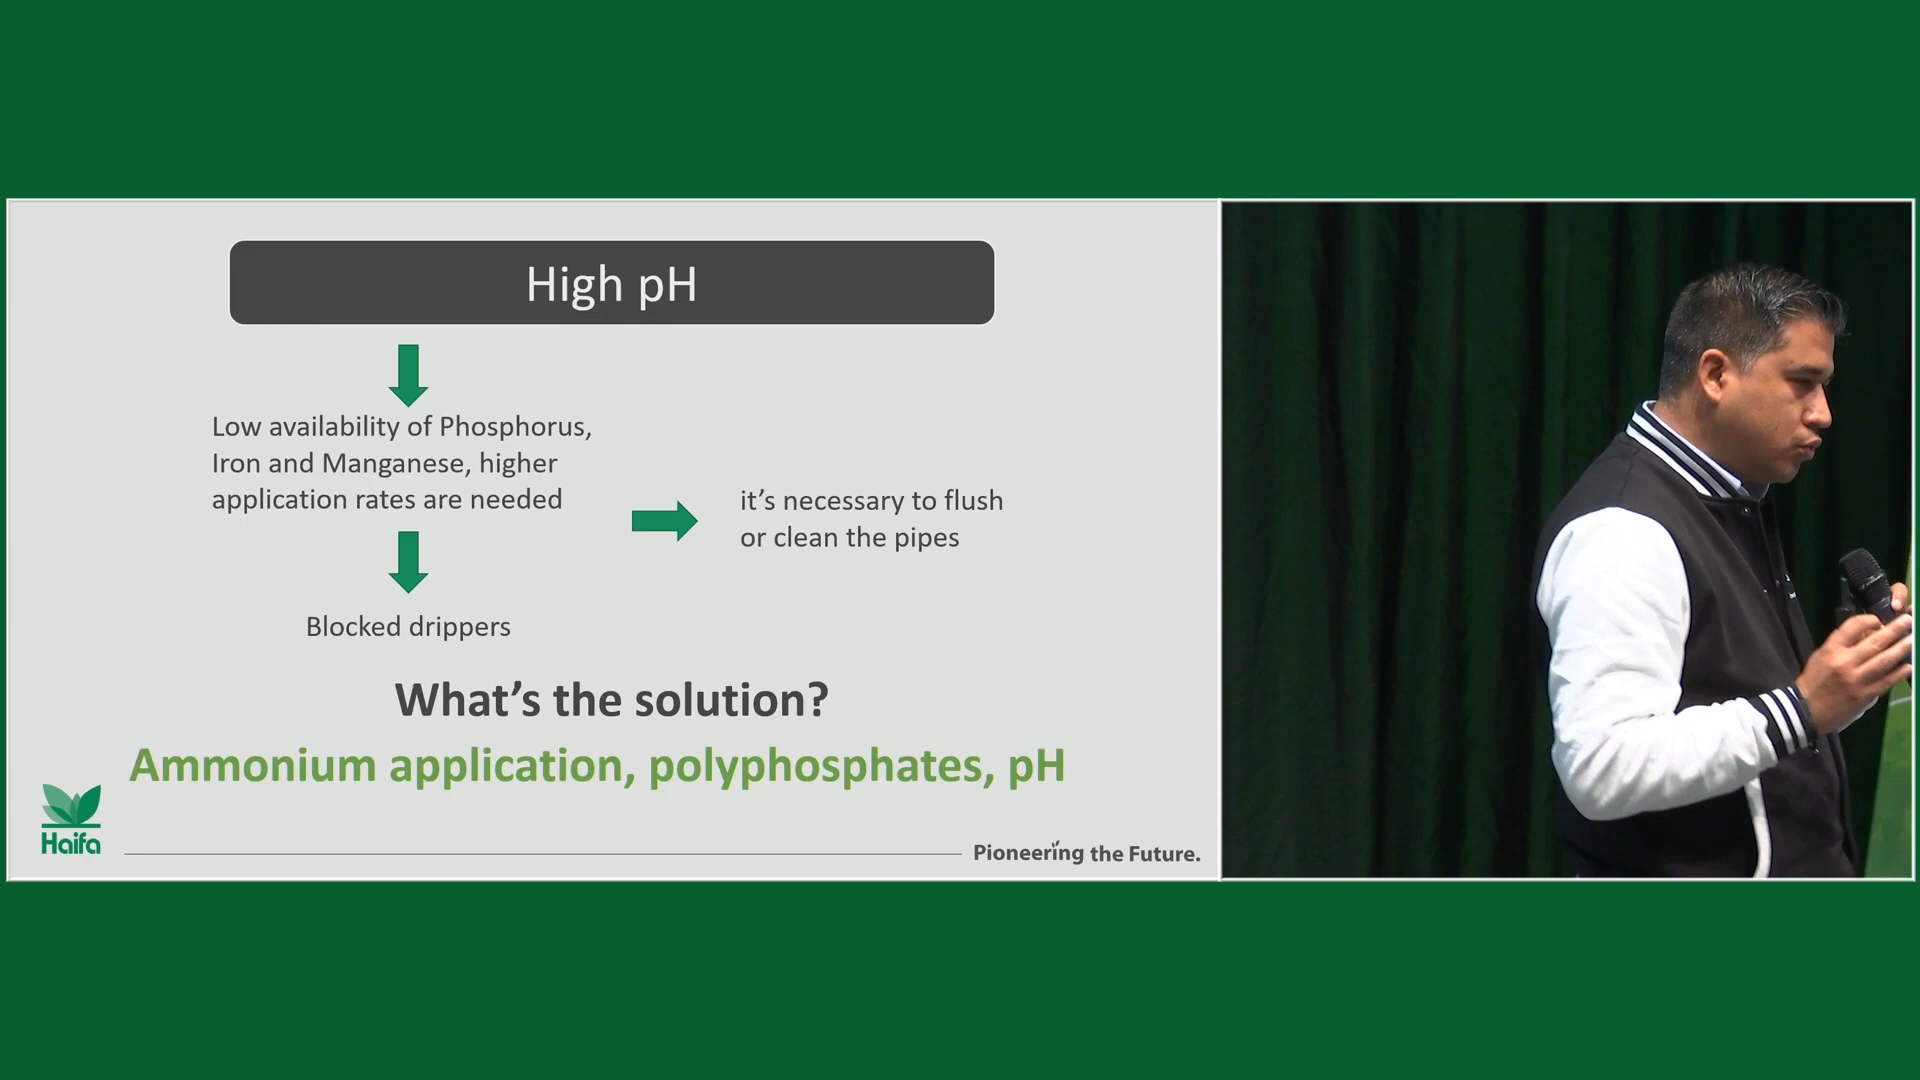 High pH
Low availability of Phosphorus,
Iron and Manganese, higher
application rates are needed
it’s necessary to flush
or clean the pipes
Blocked drippers
What’s the solution?
Ammonium application, polyphosphates, pH
Haifa
Pioneering the Future.